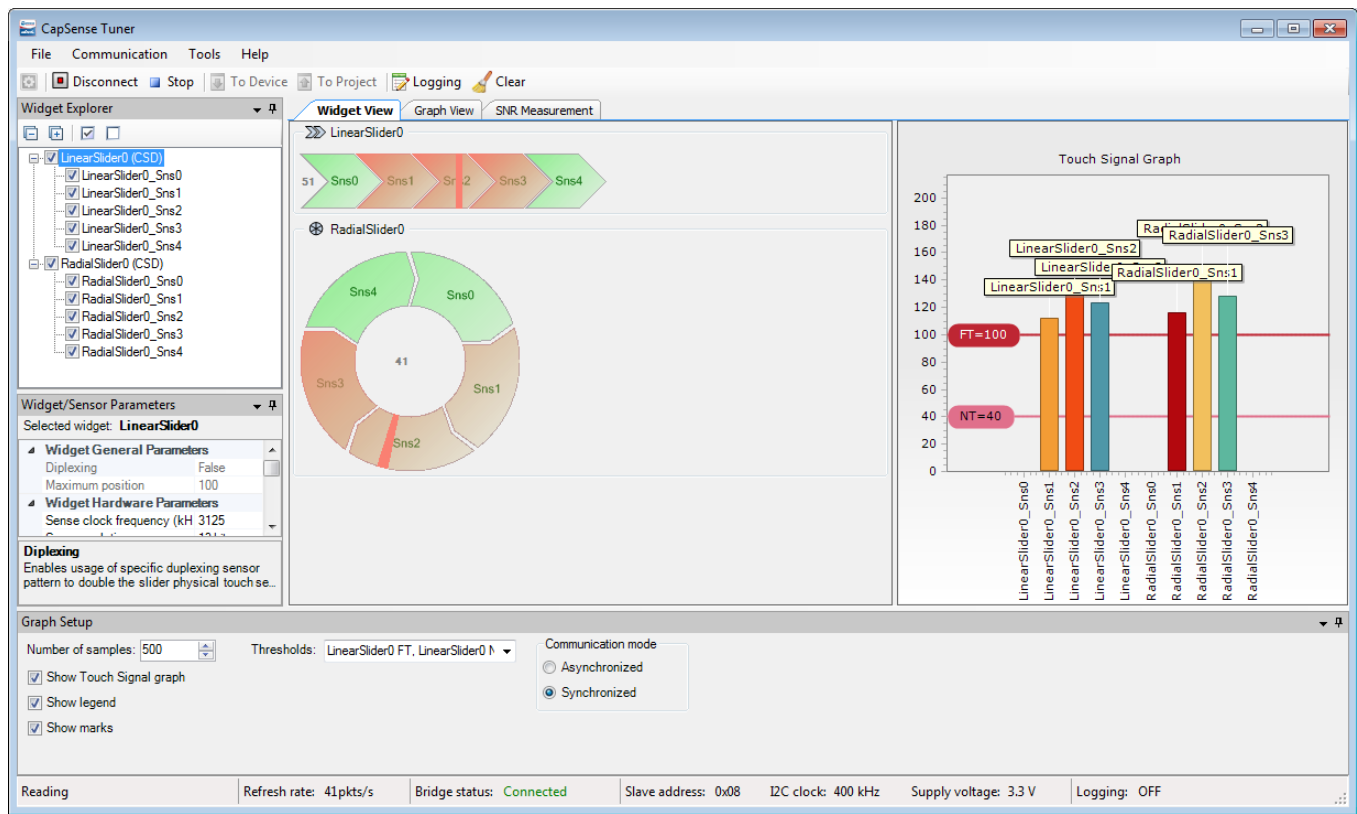 CapSense Tuner
File Communication Tools Help
Disconnect Stop To Device To Project Logging Clear
Widget Explorer
LinearSlider0 (CSD)
LinearSlider0_Sns0
LinearSlider0_Sns1
LinearSlider0_Sns2
LinearSlider0_Sns3
LinearSlider0_Sns4
RadialSlider0 (CSD)
RadialSlider0_Sns0
RadialSlider0_Sns1
RadialSlider0_Sns2
RadialSlider0_Sns3
RadialSlider0_Sns4
Widget/Sensor Parameters
Selected widget: LinearSlider0
Widget General Parameters
Diplexing False
Maximum position 100
Widget Hardware Parameters
Sense clock frequency (kH 3125
Diplexing
Enables usage of specific duplexing sensor
pattern to double the slider physical touch se...
Widget View Graph View SNR Measurement
LinearSlider0
51 Sns0 Sns1 Sns2 Sns3 Sns4
RadialSlider0
Sns4 Sns0
41
Sns3 Sns1
Sns2
Touch Signal Graph
200
180
160
140
120
100
80
60
40
20
0
RadialSlider0_Sns3
LinearSlider0_Sns2
RadialSlider0_Sns1
LinearSlider0_Sns1
FT=100
NT=40
LinearSlider0_Sns0
LinearSlider0_Sns1
LinearSlider0_Sns2
LinearSlider0_Sns3
LinearSlider0_Sns4
RadialSlider0_Sns0
RadialSlider0_Sns1
RadialSlider0_Sns2
RadialSlider0_Sns3
RadialSlider0_Sns4
Graph Setup
Number of samples: 500 Thresholds: LinearSlider0 FT, LinearSlider0 N
Communication mode
Asynchronized
Synchronized
Show Touch Signal graph
Show legend
Show marks
Reading Refresh rate: 41pkts/s Bridge status: Connected Slave address: 0x08 I2C clock: 400 kHz Supply voltage: 3.3 V Logging: OFF